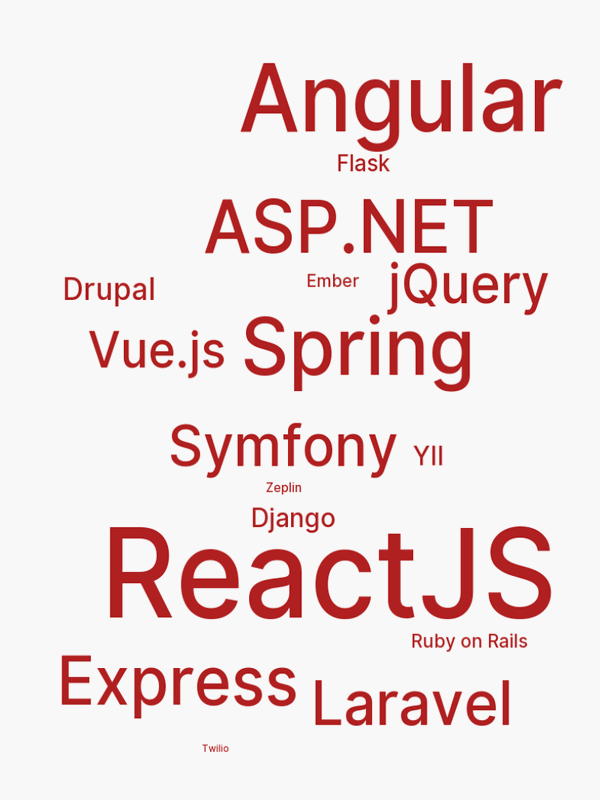 Angular
Flask
ASP.NET
Ember
jQuery
Drupal
Vue.js
Spring
Symfony
YII
Zeplin
Django
ReactJS
Ruby on Rails
Express
Laravel
Twilio